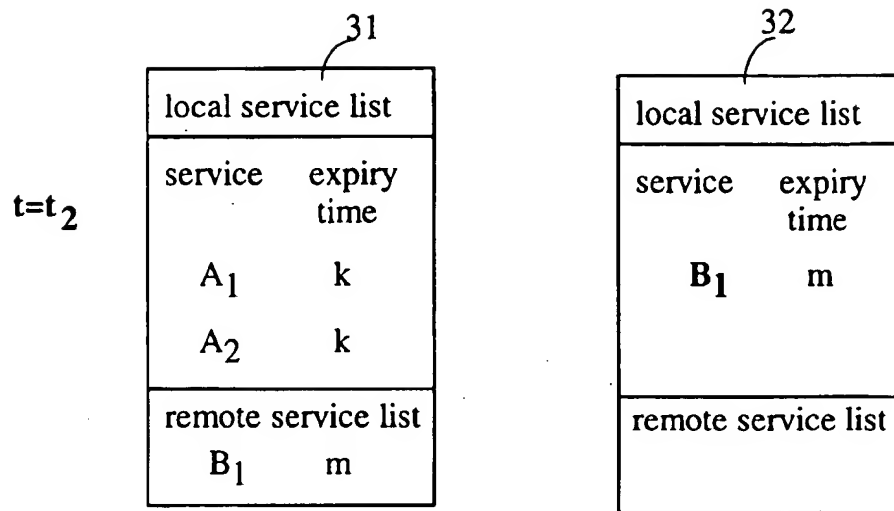 31
local service list
service expiry
time
A1 k
A2 k
remote service list
B1 m
t=t2
32
local service list
service expiry
time
B1 m
remote service list